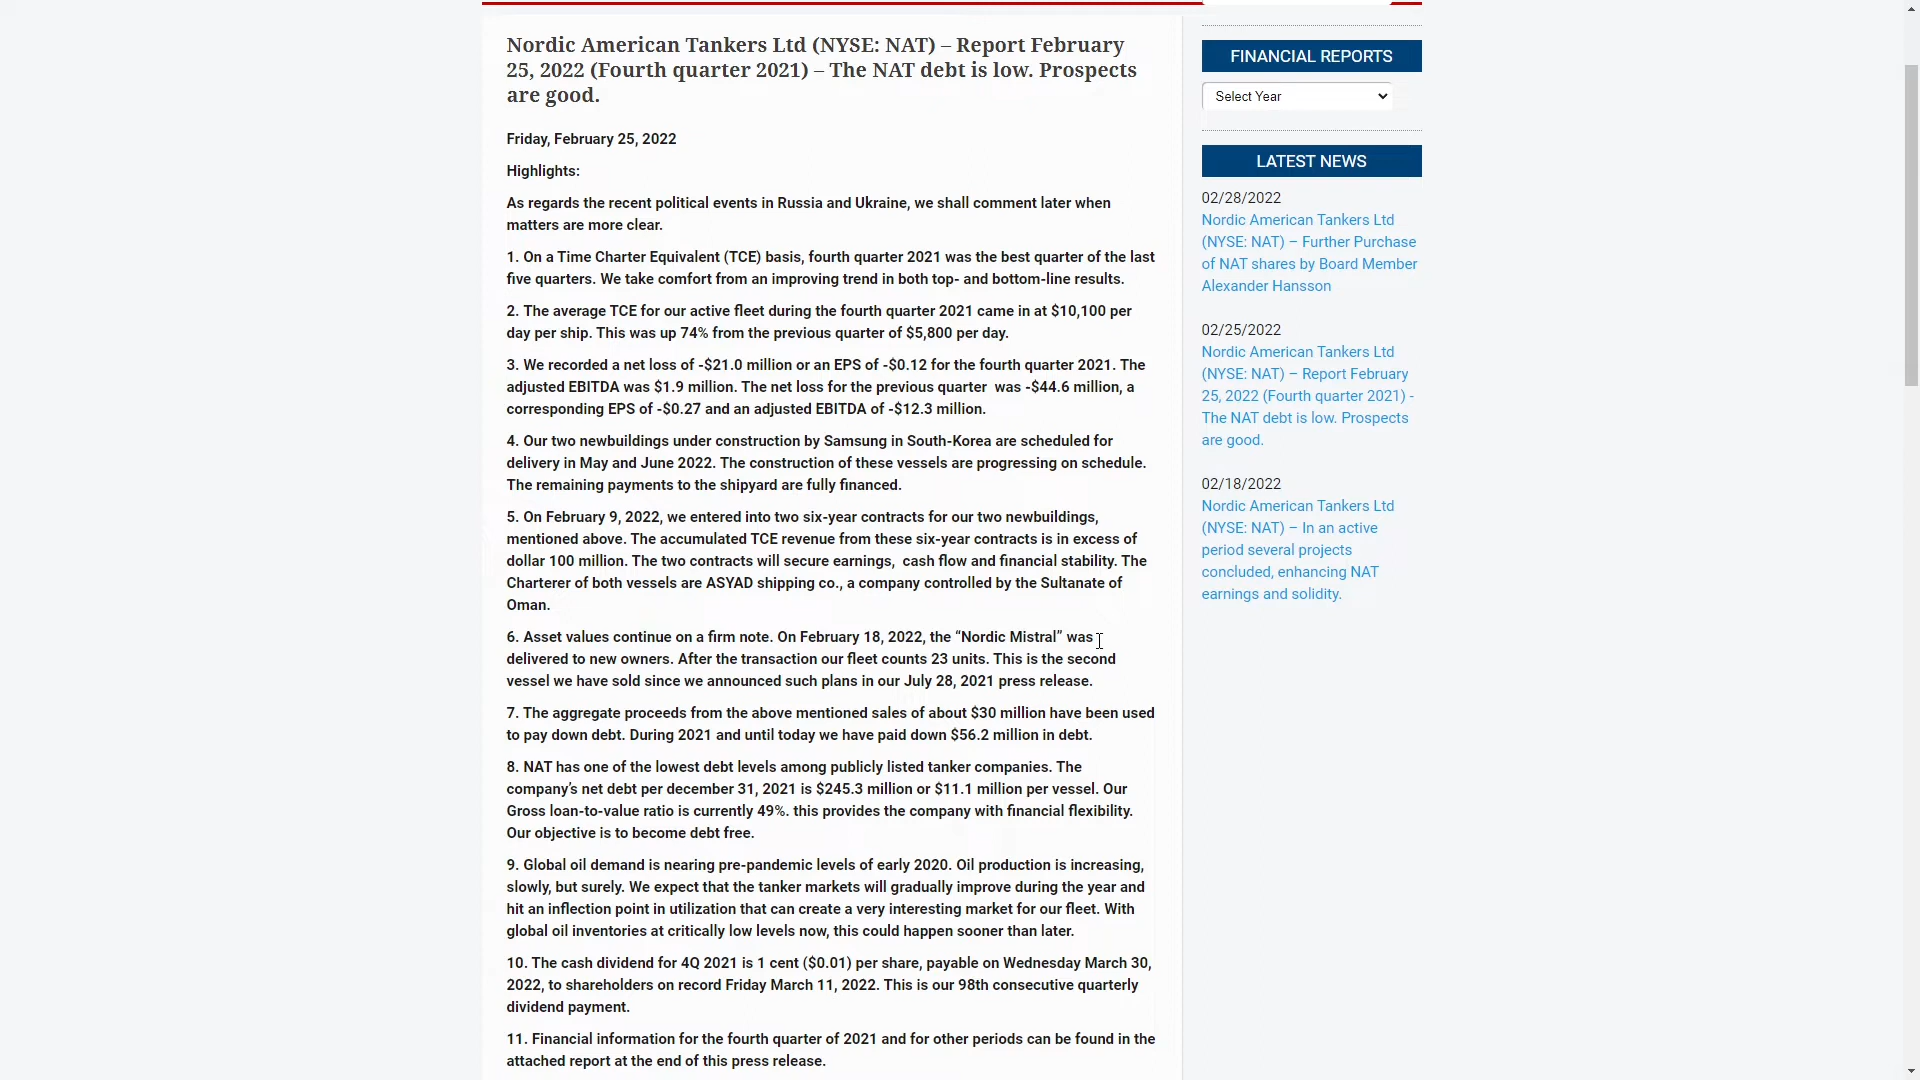 Nordic American Tankers Ltd (NYSE: NAT) – Report February
25, 2022 (Fourth quarter 2021) – The NAT debt is low. Prospects
are good.
Friday, February 25, 2022
Highlights:
As regards the recent political events in Russia and Ukraine, we shall comment later when
matters are more clear.
1. On a Time Charter Equivalent (TCE) basis, fourth quarter 2021 was the best quarter of the last
five quarters. We take comfort from an improving trend in both top- and bottom-line results.
2. The average TCE for our active fleet during the fourth quarter 2021 came in at $10,100 per
day per ship. This was up 74% from the previous quarter of $5,800 per day.
3. We recorded a net loss of -$21.0 million or an EPS of -$0.12 for the fourth quarter 2021. The
adjusted EBITDA was $1.9 million. The net loss for the previous quarter  was -$44.6 million, a
corresponding EPS of -$0.27 and an adjusted EBITDA of -$12.3 million.
4. Our two newbuildings under construction by Samsung in South-Korea are scheduled for
delivery in May and June 2022. The construction of these vessels are progressing on schedule.
The remaining payments to the shipyard are fully financed.
5. On February 9, 2022, we entered into two six-year contracts for our two newbuildings,
mentioned above. The accumulated TCE revenue from these six-year contracts is in excess of
dollar 100 million. The two contracts will secure earnings,  cash flow and financial stability. The
Charterer of both vessels are ASYAD shipping co., a company controlled by the Sultanate of
Oman.
6. Asset values continue on a firm note. On February 18, 2022, the “Nordic Mistral” was
delivered to new owners. After the transaction our fleet counts 23 units. This is the second
vessel we have sold since we announced such plans in our July 28, 2021 press release.
7. The aggregate proceeds from the above mentioned sales of about $30 million have been used
to pay down debt. During 2021 and until today we have paid down $56.2 million in debt.
8. NAT has one of the lowest debt levels among publicly listed tanker companies. The
company’s net debt per december 31, 2021 is $245.3 million or $11.1 million per vessel. Our
Gross loan-to-value ratio is currently 49%. this provides the company with financial flexibility.
Our objective is to become debt free.
9. Global oil demand is nearing pre-pandemic levels of early 2020. Oil production is increasing,
slowly, but surely. We expect that the tanker markets will gradually improve during the year and
hit an inflection point in utilization that can create a very interesting market for our fleet. With
global oil inventories at critically low levels now, this could happen sooner than later.
10. The cash dividend for 4Q 2021 is 1 cent ($0.01) per share, payable on Wednesday March 30,
2022, to shareholders on record Friday March 11, 2022. This is our 98th consecutive quarterly
dividend payment.
11. Financial information for the fourth quarter of 2021 and for other periods can be found in the
attached report at the end of this press release.
FINANCIAL REPORTS
Select Year
LATEST NEWS
02/28/2022
Nordic American Tankers Ltd
(NYSE: NAT) – Further Purchase
of NAT shares by Board Member
Alexander Hansson
02/25/2022
Nordic American Tankers Ltd
(NYSE: NAT) – Report February
25, 2022 (Fourth quarter 2021) -
The NAT debt is low. Prospects
are good.
02/18/2022
Nordic American Tankers Ltd
(NYSE: NAT) – In an active
period several projects
concluded, enhancing NAT
earnings and solidity.